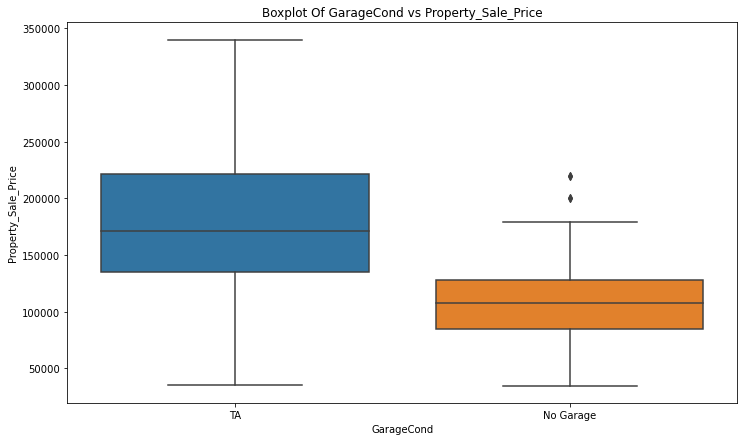 Boxplot Of GarageCond vs Property_Sale_Price
350000
300000
250000
200000
150000
100000
50000
Property_Sale_Price
TA
No Garage
GarageCond